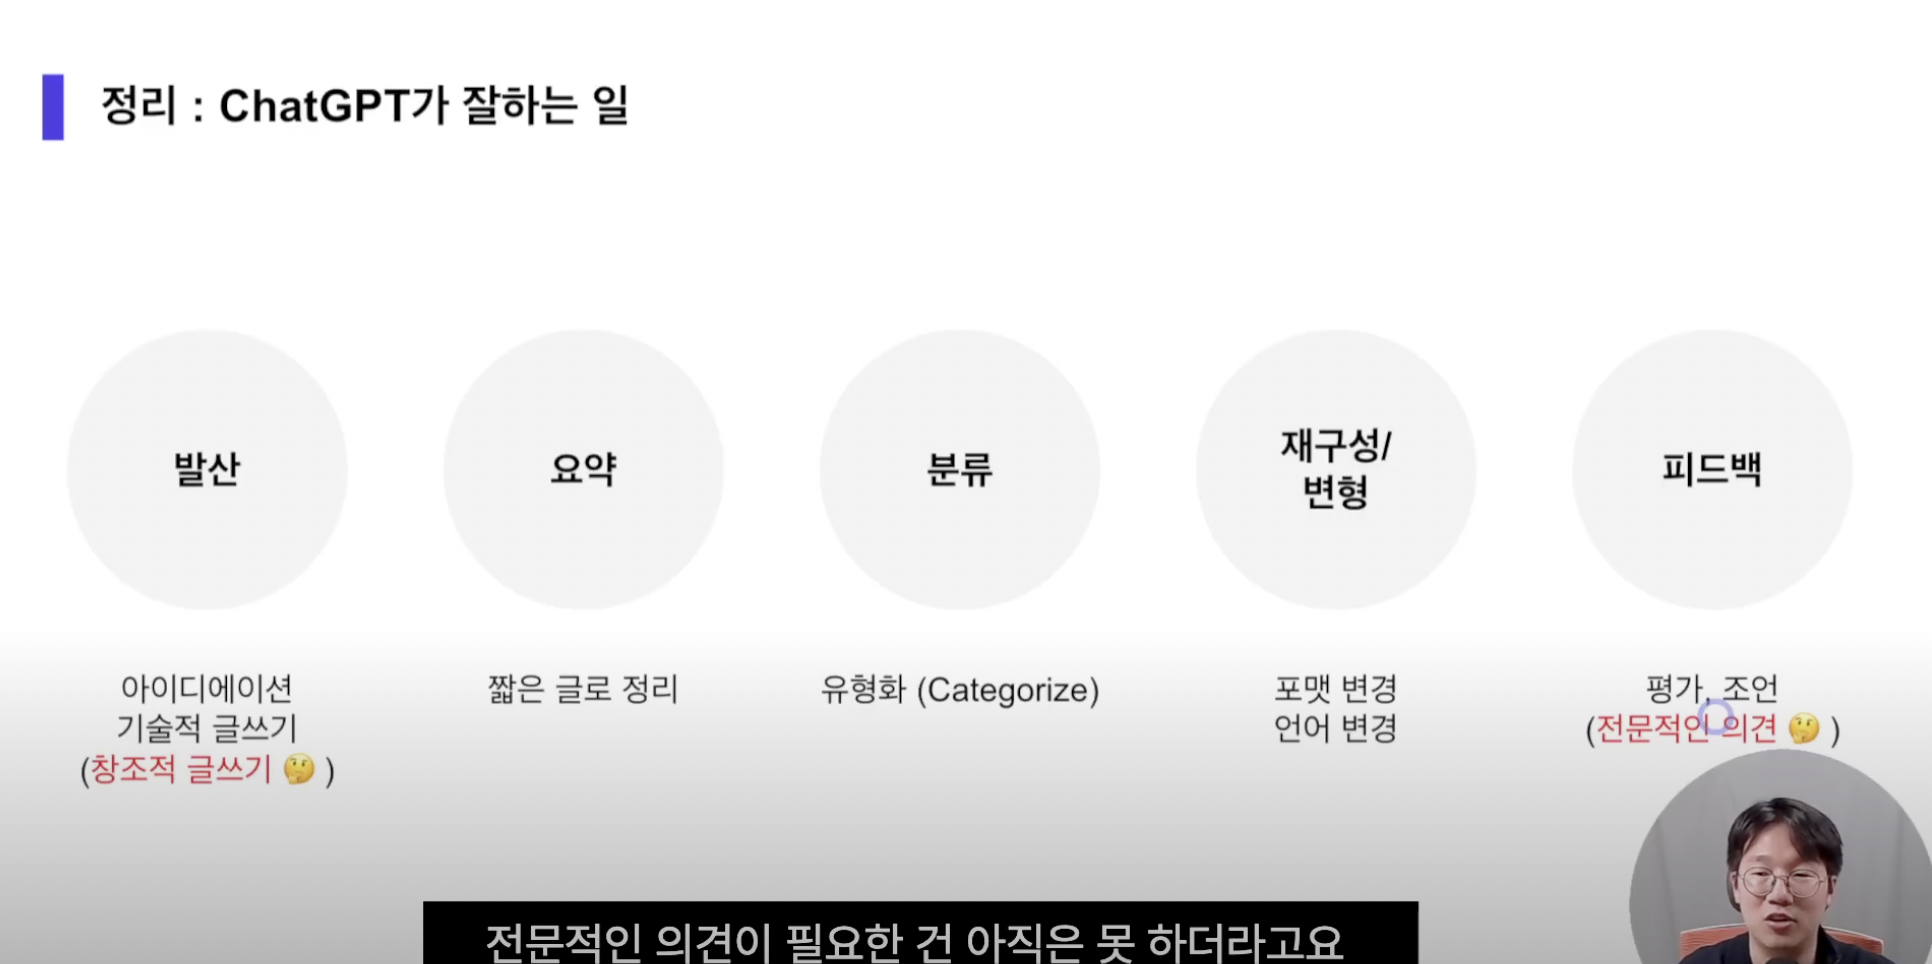 정리 : ChatGPT가 잘하는 일
발산
요약
분류
재구성/
변형
피드백
아이디에이션
기술적 글쓰기
(창조적 글쓰기 🤔 )
짧은 글로 정리
유형화 (Categorize)
포맷 변경
언어 변경
평가, 조언
(전문적인 의견 🤔 )
전문적인 의견이 필요한 건 아직은 못 하더라고요